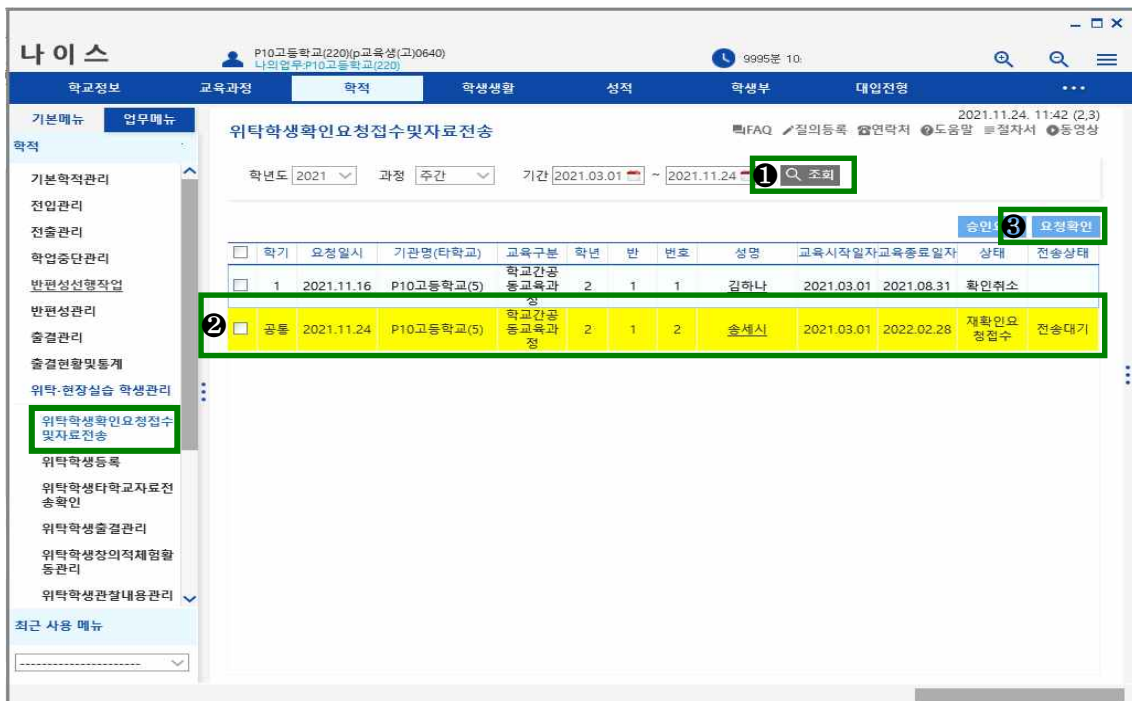 나이스
P10고등학교(220)(p교육생(고)0640)
나의업무:P10고등학교(220)
9995분 10
학교정보 교육과정 학적 학생생활 성적 학생부 대입전형 •••
기본메뉴 업무메뉴
2021.11.24. 11:42 (2,3)
위탁학생확인요청접수및자료전송
FAQ 질의등록 연락처 도움말 절차서 동영상
학적
학년도 2021 과정 주간 기간 2021.03.01 ~ 2021.11.24 ❶ 조회
❸ 요청확인
학기 요청일시 기관명(타학교) 교육구분 학년 반 번호 성명 교육시작일자 교육종료일자 상태 전송상태
1 2021.11.16 P10고등학교(5) 학교간공동교육과정 2 1 1 김하나 2021.03.01 2021.08.31 확인취소
❷ 공통 2021.11.24 P10고등학교(5) 학교간공동교육과정 2 1 2 송세시 2021.03.01 2022.02.28 재확인요청접수 전송대기
기본학적관리
전입관리
전출관리
학업중단관리
반편성선행작업
반편성관리
출결관리
출결현황및통계
위탁·현장실습 학생관리
위탁학생확인요청접수
및자료전송
위탁학생등록
위탁학생타학교자료전
송확인
위탁학생출결관리
위탁학생창의적체험활
동관리
위탁학생관찰내용관리
최근 사용 메뉴
----------------------